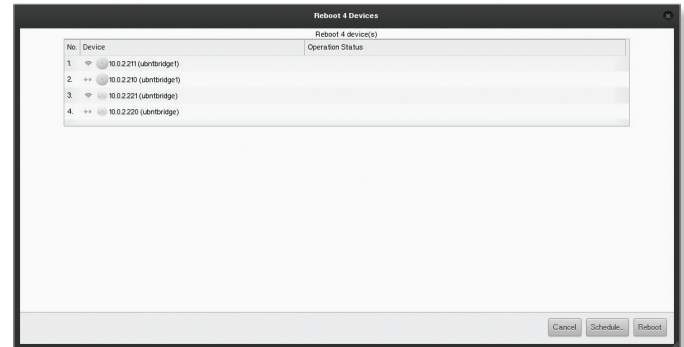 Reboot 4 Devices
Reboot 4 device(s)
No. Device Operation Status
1. 10.0.2.211 (ubntbridge1)
2. 10.0.2.210 (ubntbridge1)
3. 10.0.2.221 (ubntbridge)
4. 10.0.2.220 (ubntbridge)
Cancel Schedule.. Reboot